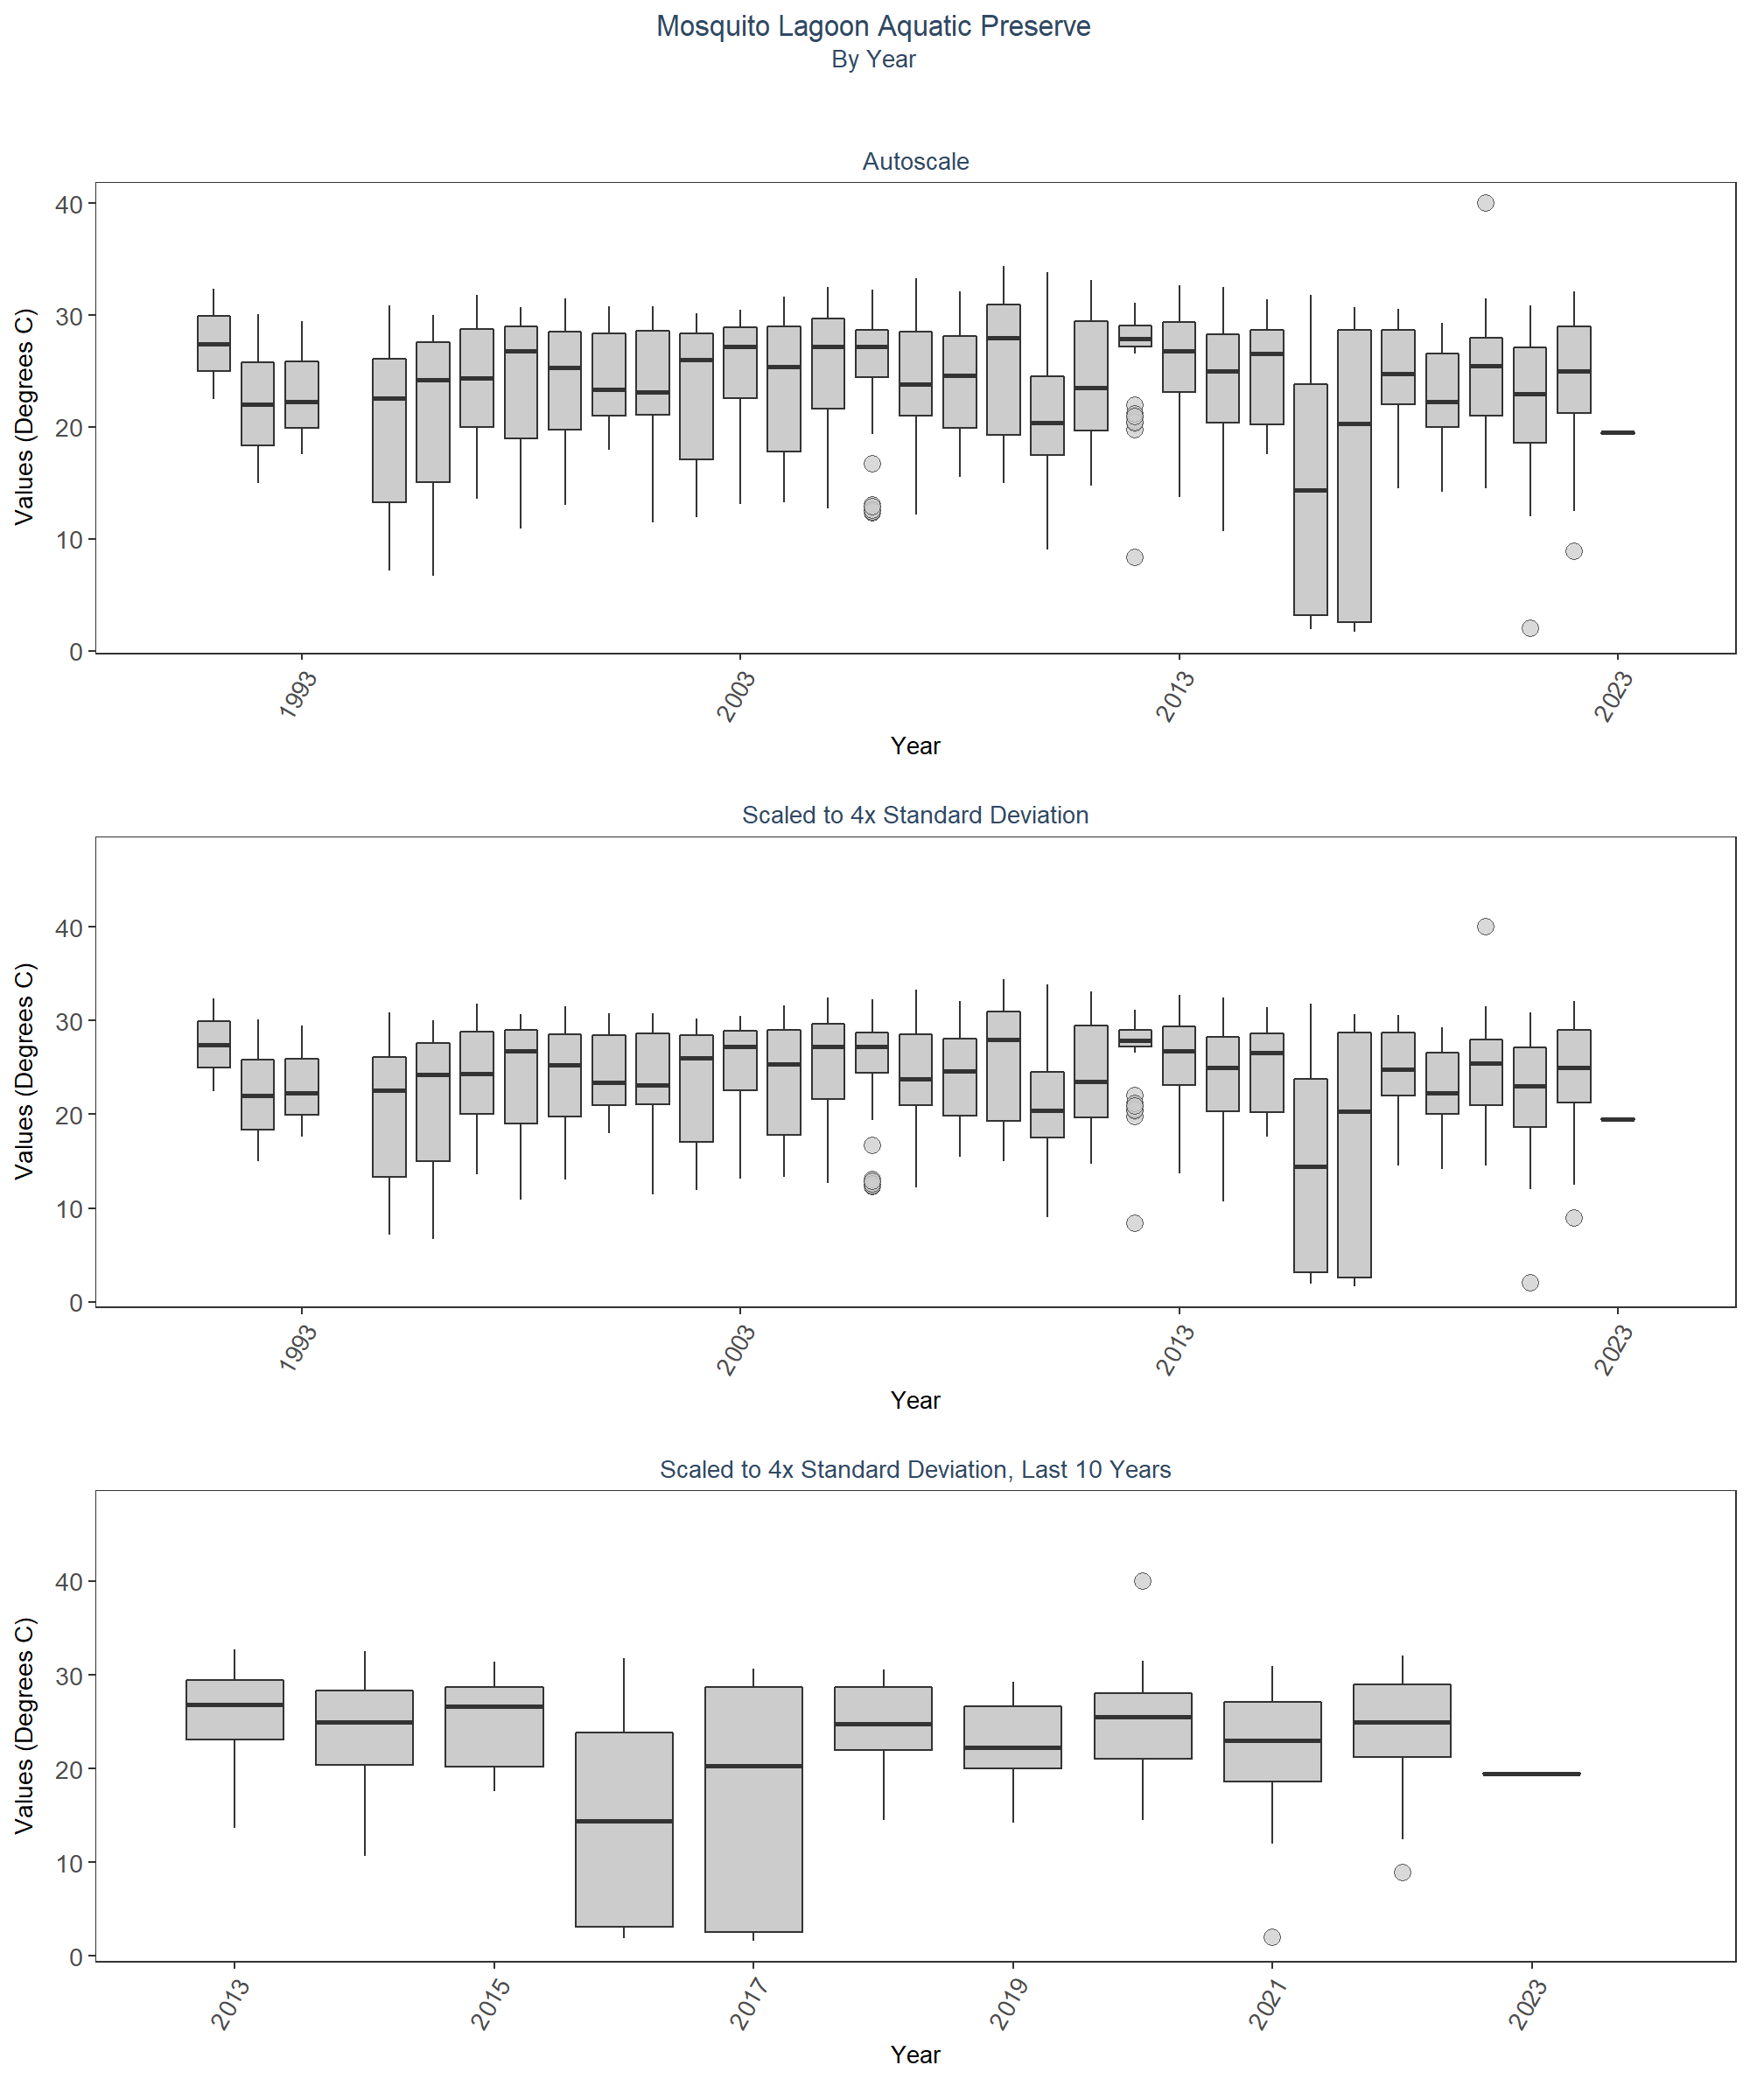 Mosquito Lagoon Aquatic Preserve
By Year
Autoscale
Values (Degrees C)
40
30
20
10
0
1993
2003
2013
2023
Year
Scaled to 4x Standard Deviation
Values (Degrees C)
40
30
20
10
0
1993
2003
2013
2023
Year
Scaled to 4x Standard Deviation, Last 10 Years
Values (Degrees C)
40
30
20
10
0
2013
2015
2017
2019
2021
2023
Year